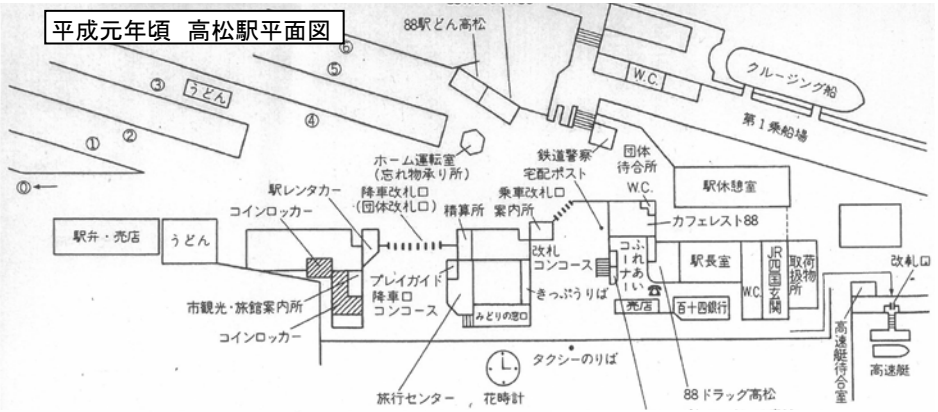 平成元年頃 高松駅平面図
88駅どん高松
⑥
⑤
④
③
うどん
②
①
⓪←
W.C.
クルージング船
第1乗船場
ホーム運転室
(忘れ物承り所)
鉄道警察
宅配ポスト
団体
待合所
W.C.
駅休憩室
駅レンタカー
コインロッカー
降車改札口
(団体改札口)
積算所
乗車改札口
案内所
カフェレスト88
駅弁・売店
うどん
改札
コンコース
ふれあい
コーナー
駅長室
W.C.
JR四国玄関
荷物
取扱所
改札口
プレイガイド
降車口
コンコース
きっぷうりば
市観光・旅館案内所
みどりの窓口
売店
百十四銀行
コインロッカー
高速艇待合室
高速艇
タクシーのりば
88ドラッグ高松
旅行センター
花時計